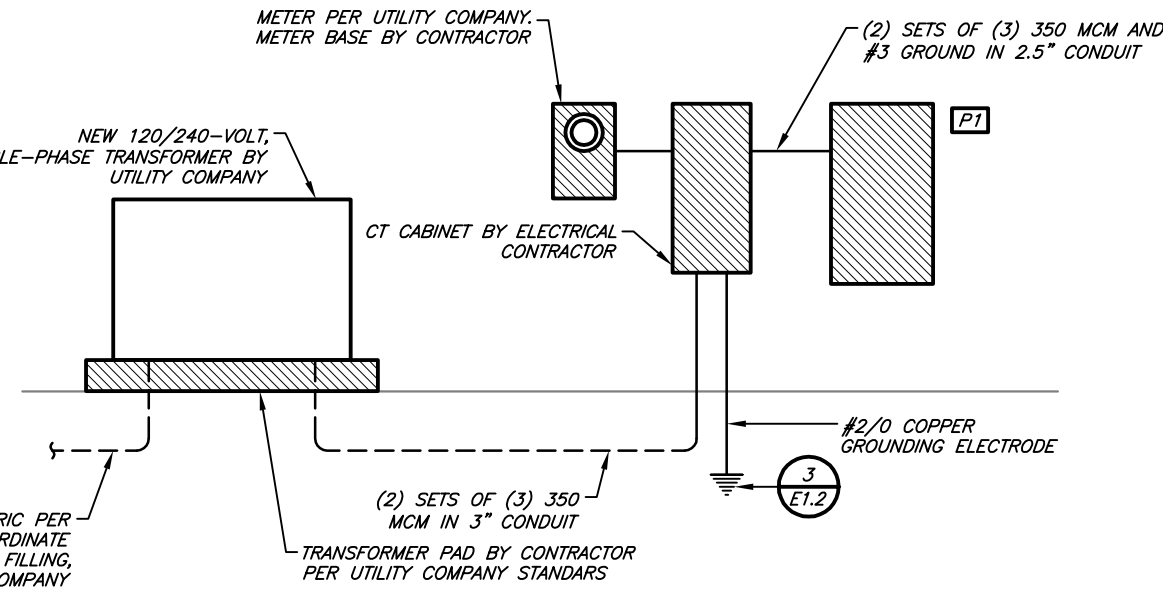 METER PER UTILITY COMPANY.
METER BASE BY CONTRACTOR
(2) SETS OF (3) 350 MCM AND
#3 GROUND IN 2.5" CONDUIT
P1
NEW 120/240-VOLT,
LE-PHASE TRANSFORMER BY
UTILITY COMPANY
CT CABINET BY ELECTRICAL
CONTRACTOR
#2/0 COPPER
GROUNDING ELECTRODE
3
E1.2
(2) SETS OF (3) 350
MCM IN 3" CONDUIT
RIC PER
RDINATE
FILLING,
OMPANY
TRANSFORMER PAD BY CONTRACTOR
PER UTILITY COMPANY STANDARS